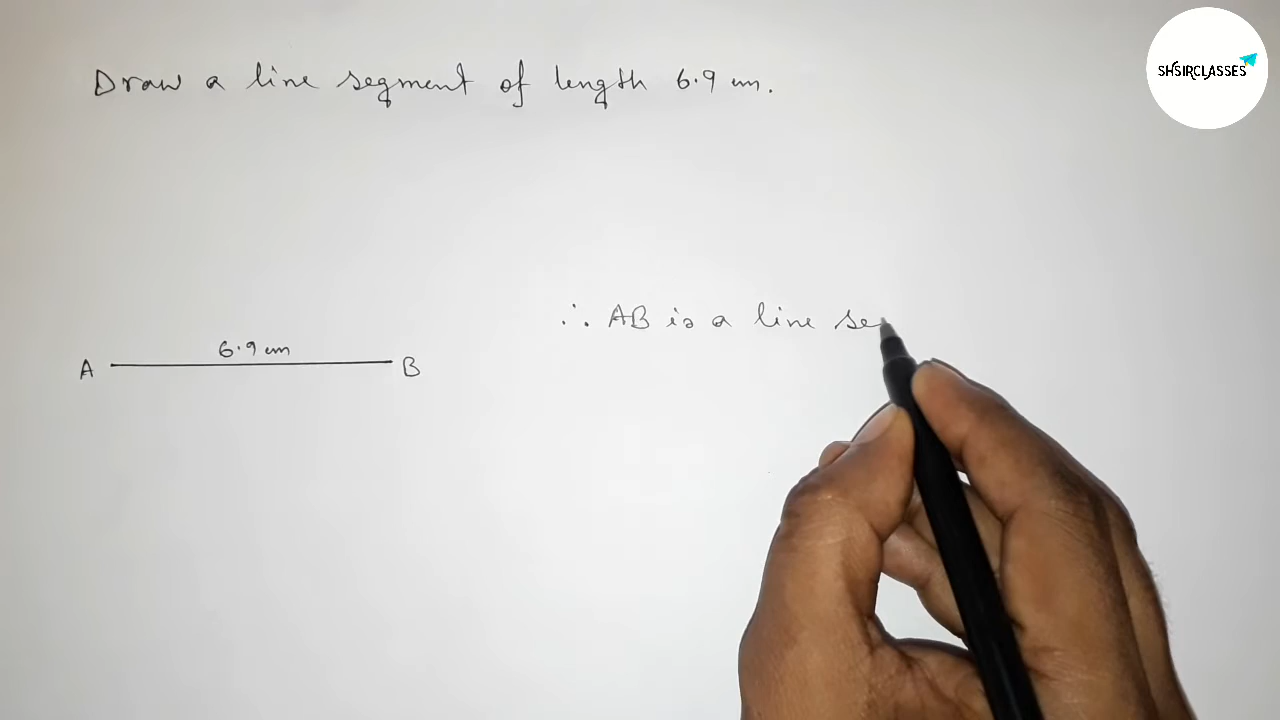 Draw a line segment of length 6.9 cm.
SHSIRCLASSES
∴ AB is a line se
6.9 cm
A B